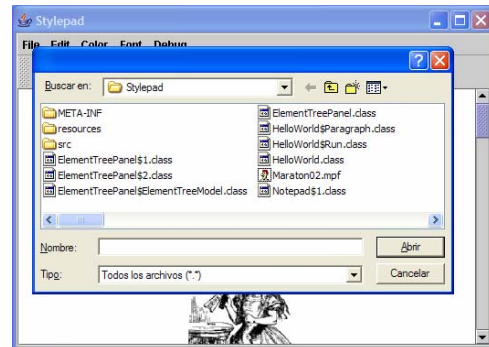 Stylepad
File Edit Color Font Debug
Buscar en: Stylepad
META-INF
resources
src
ElementTreePanel$1.class
ElementTreePanel$2.class
ElementTreePanel$ElementTreeModel.class
ElementTreePanel.class
HelloWorld$Paragraph.class
HelloWorld$Run.class
HelloWorld.class
Maraton02.mpf
Notepad$1.class
Nombre: Abrir
Tipo: Todos los archivos (*.*) Cancelar